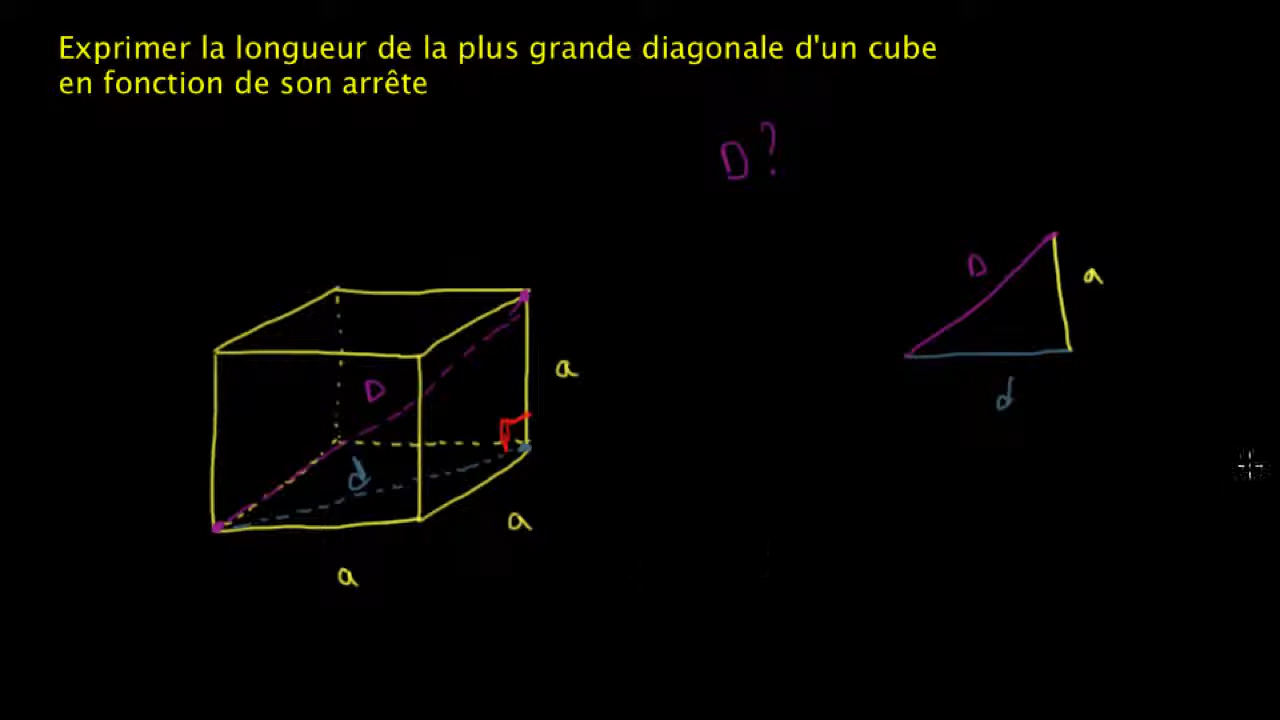 Exprimer la longueur de la plus grande diagonale d'un cube
en fonction de son arrête
D?
D
a
D
a
d
d
a
a